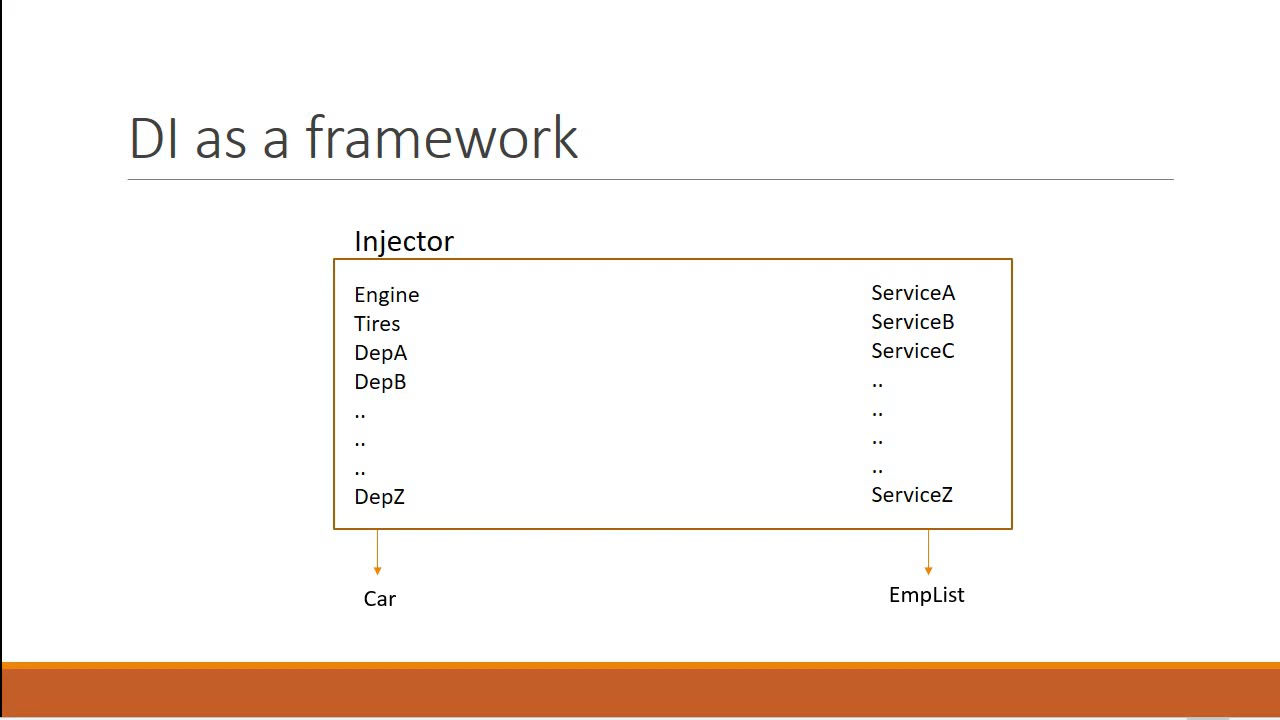 DI as a framework
Injector
Engine
Tires
DepA
DepB
..
..
..
DepZ
ServiceA
ServiceB
ServiceC
..
..
..
..
ServiceZ
Car
EmpList